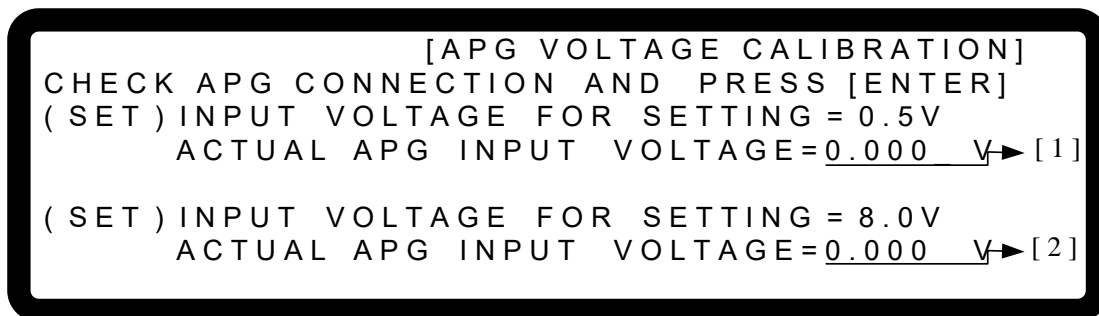 [APG VOLTAGE CALIBRATION]
CHECK APG CONNECTION AND PRESS [ENTER]
(SET) INPUT VOLTAGE FOR SETTING = 0.5V
ACTUAL APG INPUT VOLTAGE=0.000_ V [1]
(SET) INPUT VOLTAGE FOR SETTING = 8.0V
ACTUAL APG INPUT VOLTAGE=0.000 V [2]